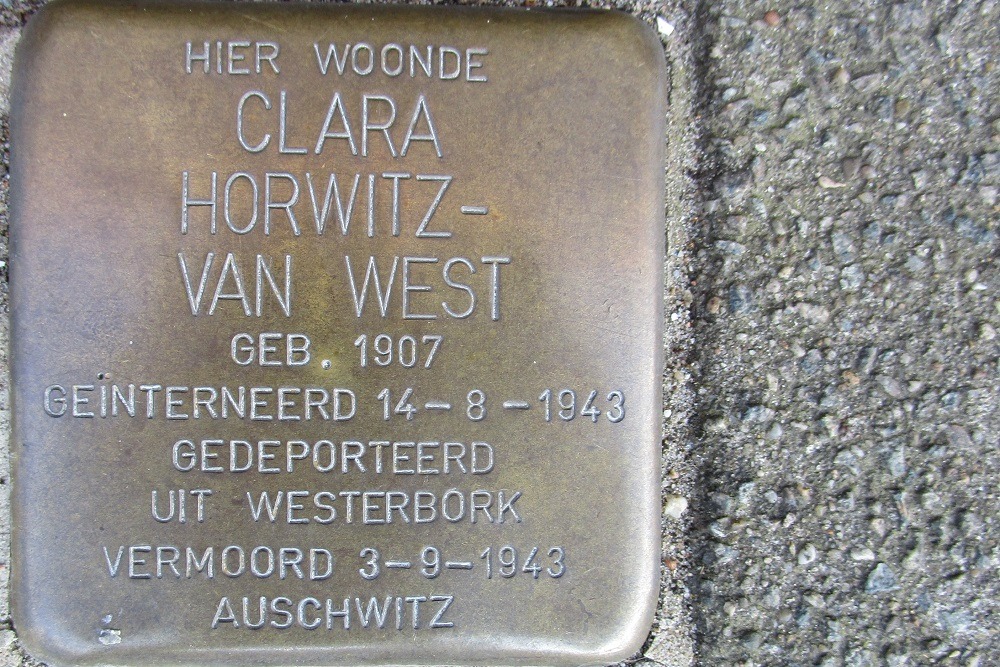 HIER WOONDE
CLARA
HORWITZ-
VAN WEST
GEB. 1907
GEÏNTERNEERD 14-8-1943
GEDEPORTEERD
UIT WESTERBORK
VERMOORD 3-9-1943
AUSCHWITZ